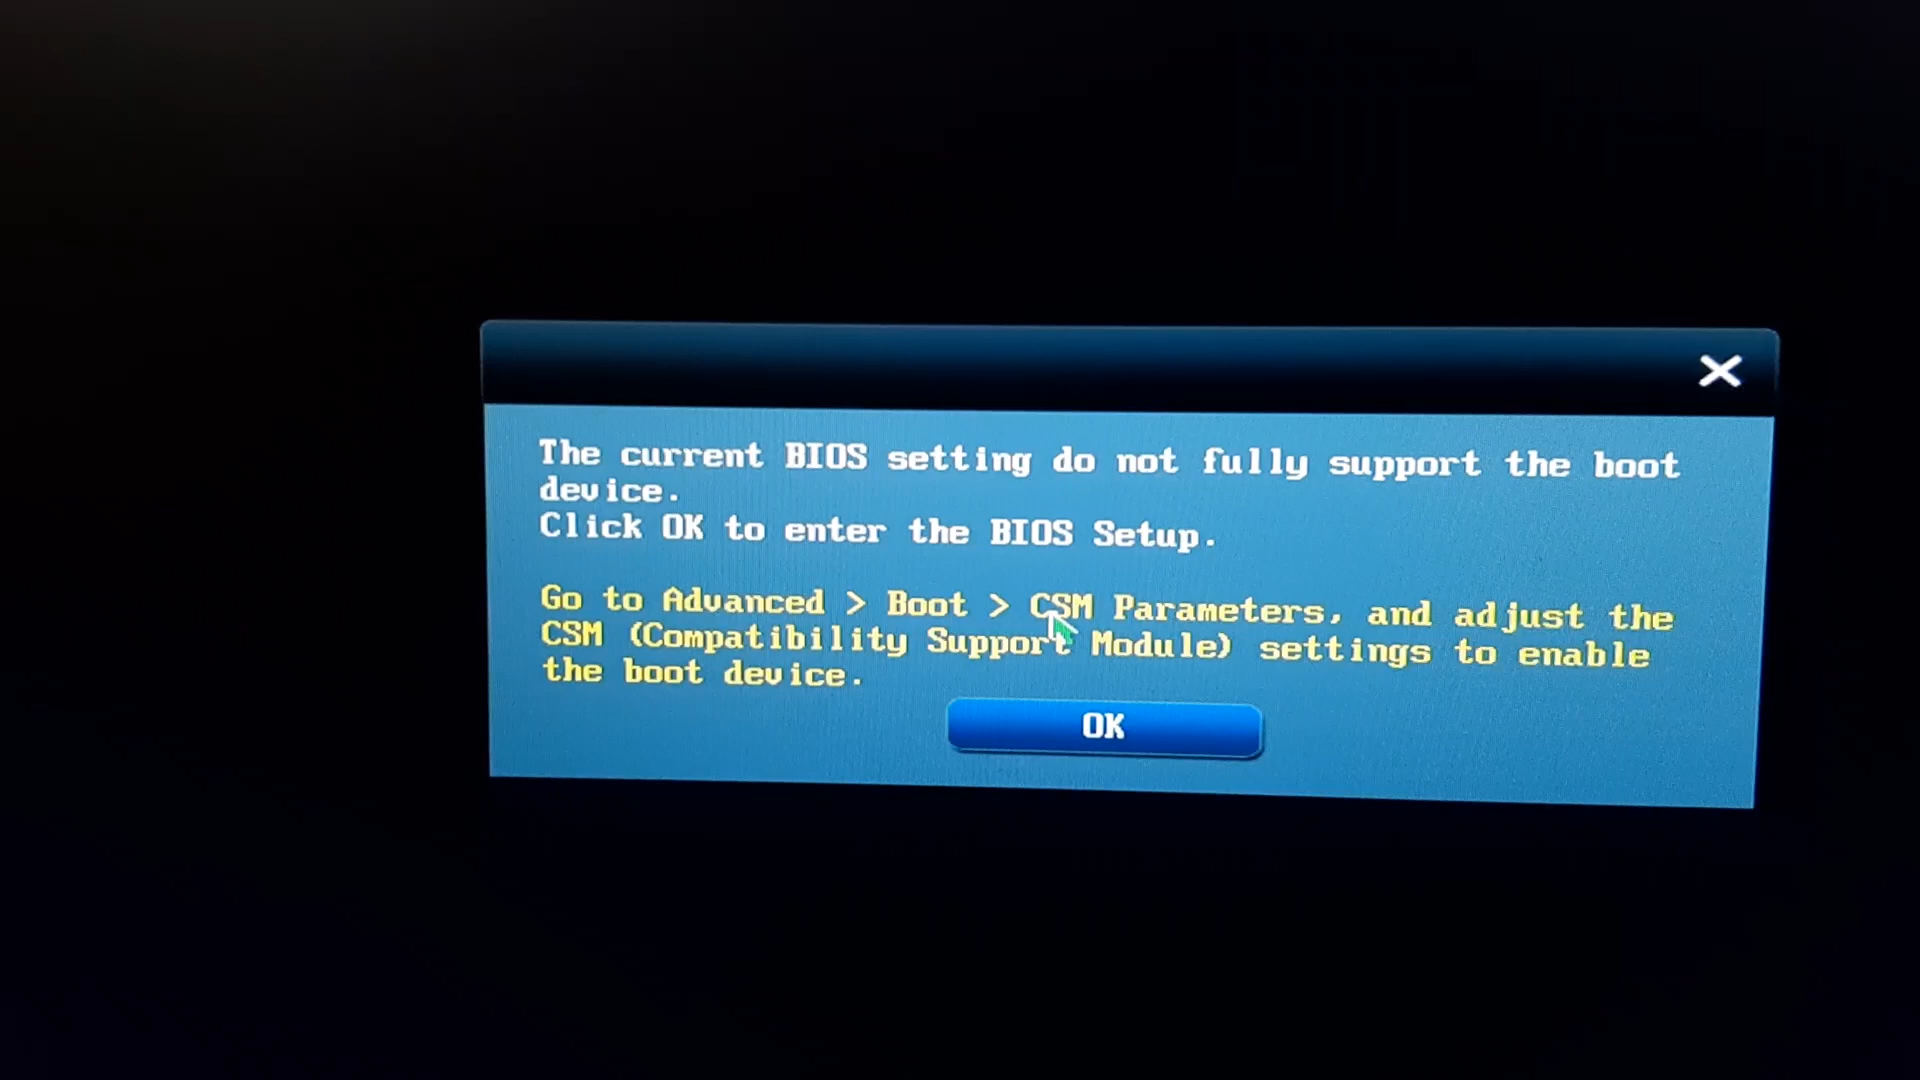 The current BIOS setting do not fully support the boot
device.
Click OK to enter the BIOS Setup.
Go to Advanced > Boot > CSM Parameters, and adjust the
CSM (Compatibility Support Module) settings to enable
the boot device.
OK